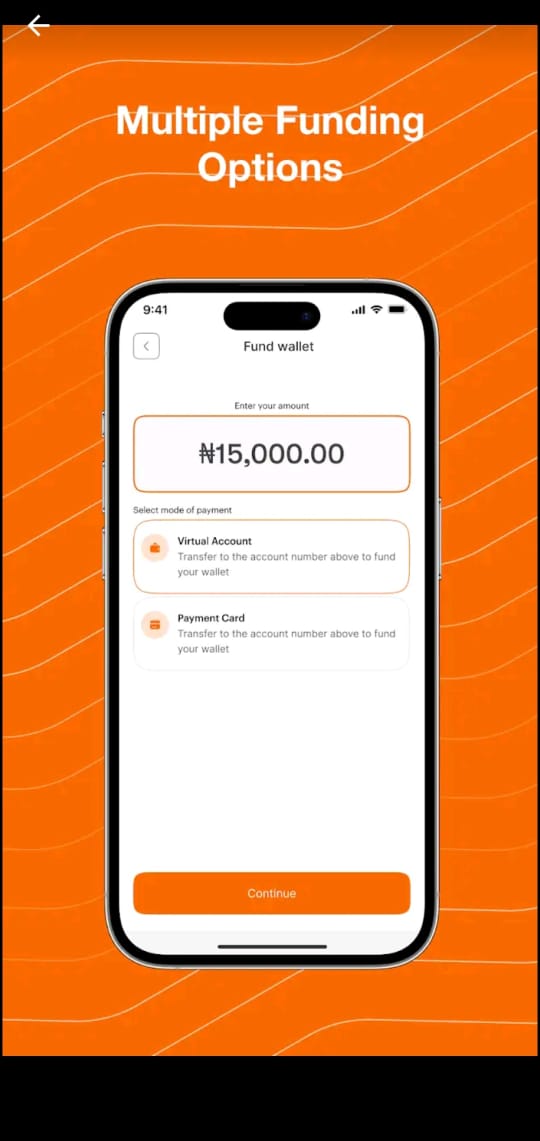 Multiple Funding
Options
9:41
Fund wallet
Enter your amount
₦15,000.00
Select mode of payment
Virtual Account
Transfer to the account number above to fund
your wallet
Payment Card
Transfer to the account number above to fund
your wallet
Continue